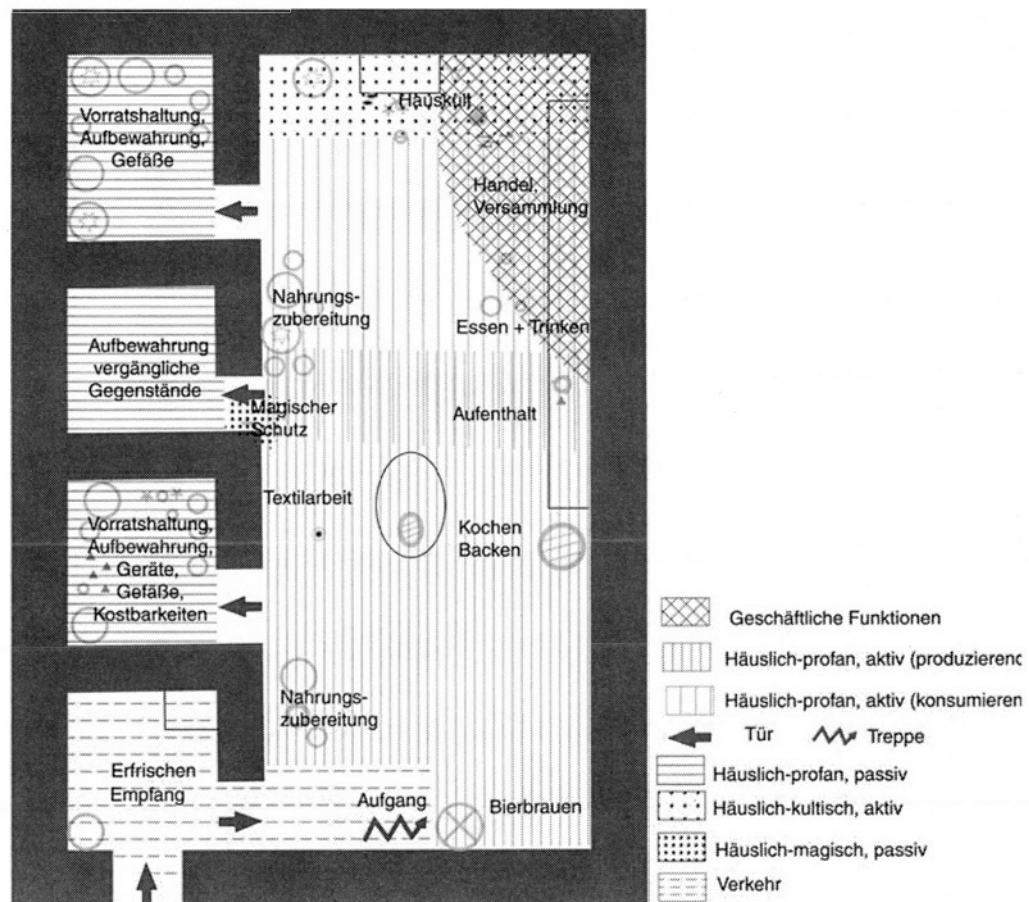 Vorratshaltung,
Aufbewahrung,
Gefäße
Hauskult
Handel,
Versammlung
Nahrungs-
zubereitung
Essen + Trinken
Aufbewahrung
vergängliche
Gegenstände
Magischer
Schutz
Aufenthalt
Textilarbeit
Kochen
Backen
Vorratshaltung,
Aufbewahrung,
Geräte,
Gefäße,
Kostbarkeiten
Nahrungs-
zubereitung
Erfrischen
Empfang
Aufgang
Bierbrauen
Geschäftliche Funktionen
Häuslich-profan, aktiv (produzierend
Häuslich-profan, aktiv (konsumieren
Tür
Treppe
Häuslich-profan, passiv
Häuslich-kultisch, aktiv
Häuslich-magisch, passiv
Verkehr